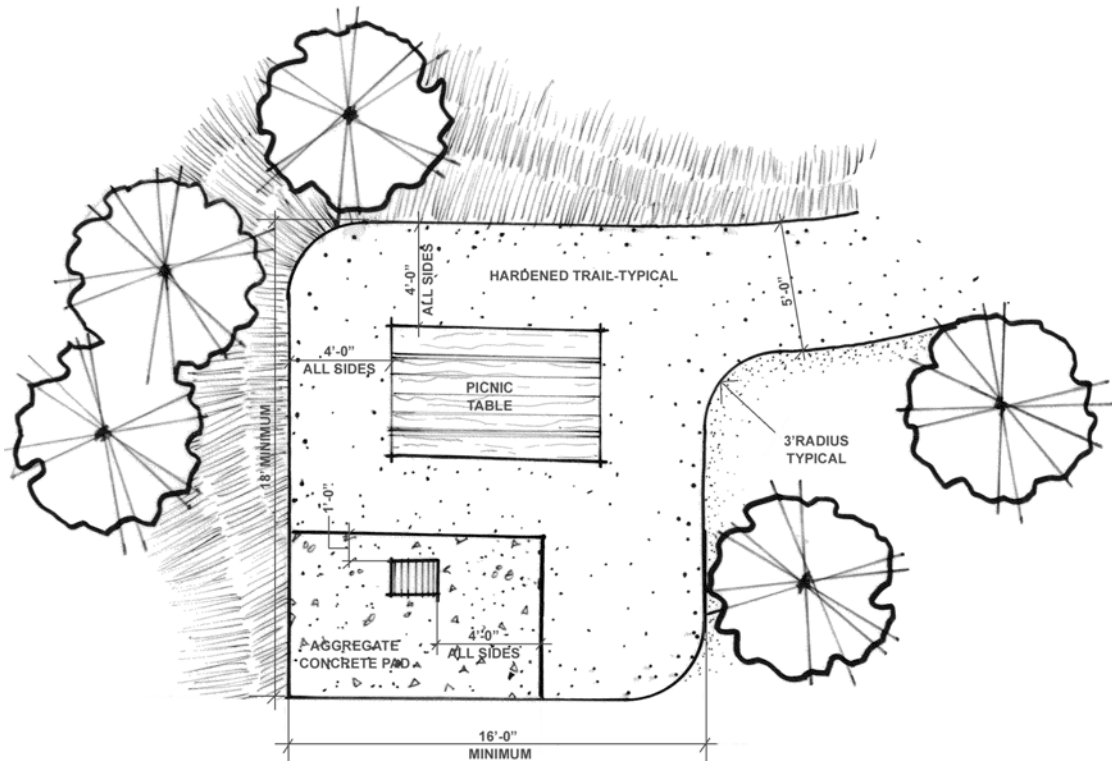 HARDENED TRAIL-TYPICAL
4'-0"
ALL SIDES
5'-0"
4'-0"
ALL SIDES
PICNIC
TABLE
3'RADIUS
TYPICAL
18' MINIMUM
1'-0"
4'-0"
ALL SIDES
AGGREGATE
CONCRETE PAD
16'-0"
MINIMUM